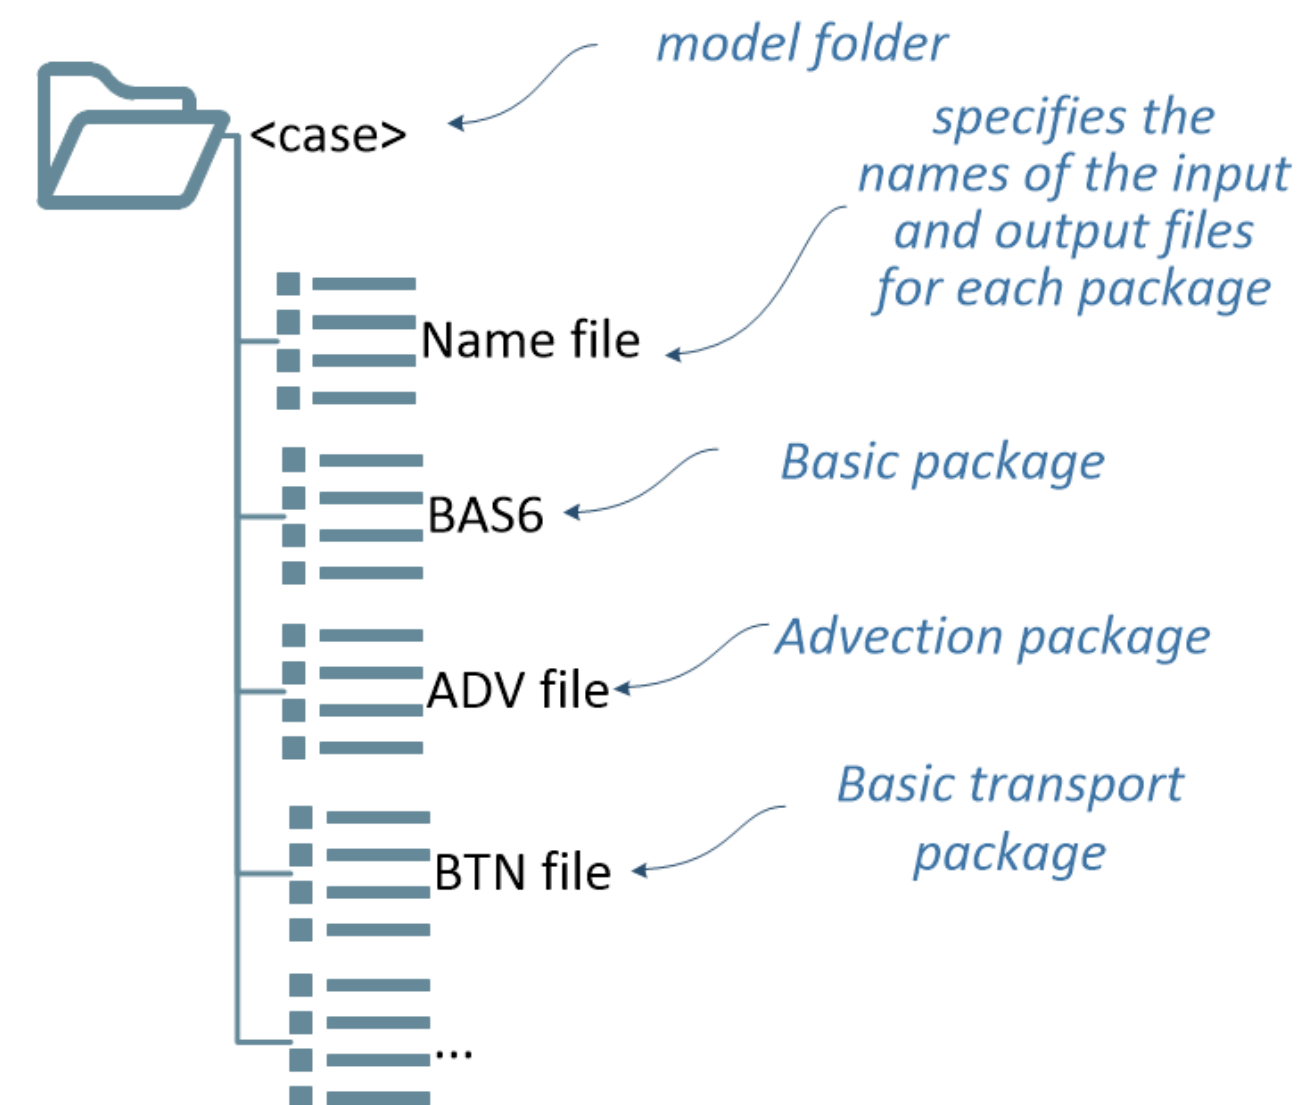 model folder
<case>
specifies the
names of the input
and output files
for each package
Name file
Basic package
BAS6
Advection package
ADV file
Basic transport
package
BTN file
...